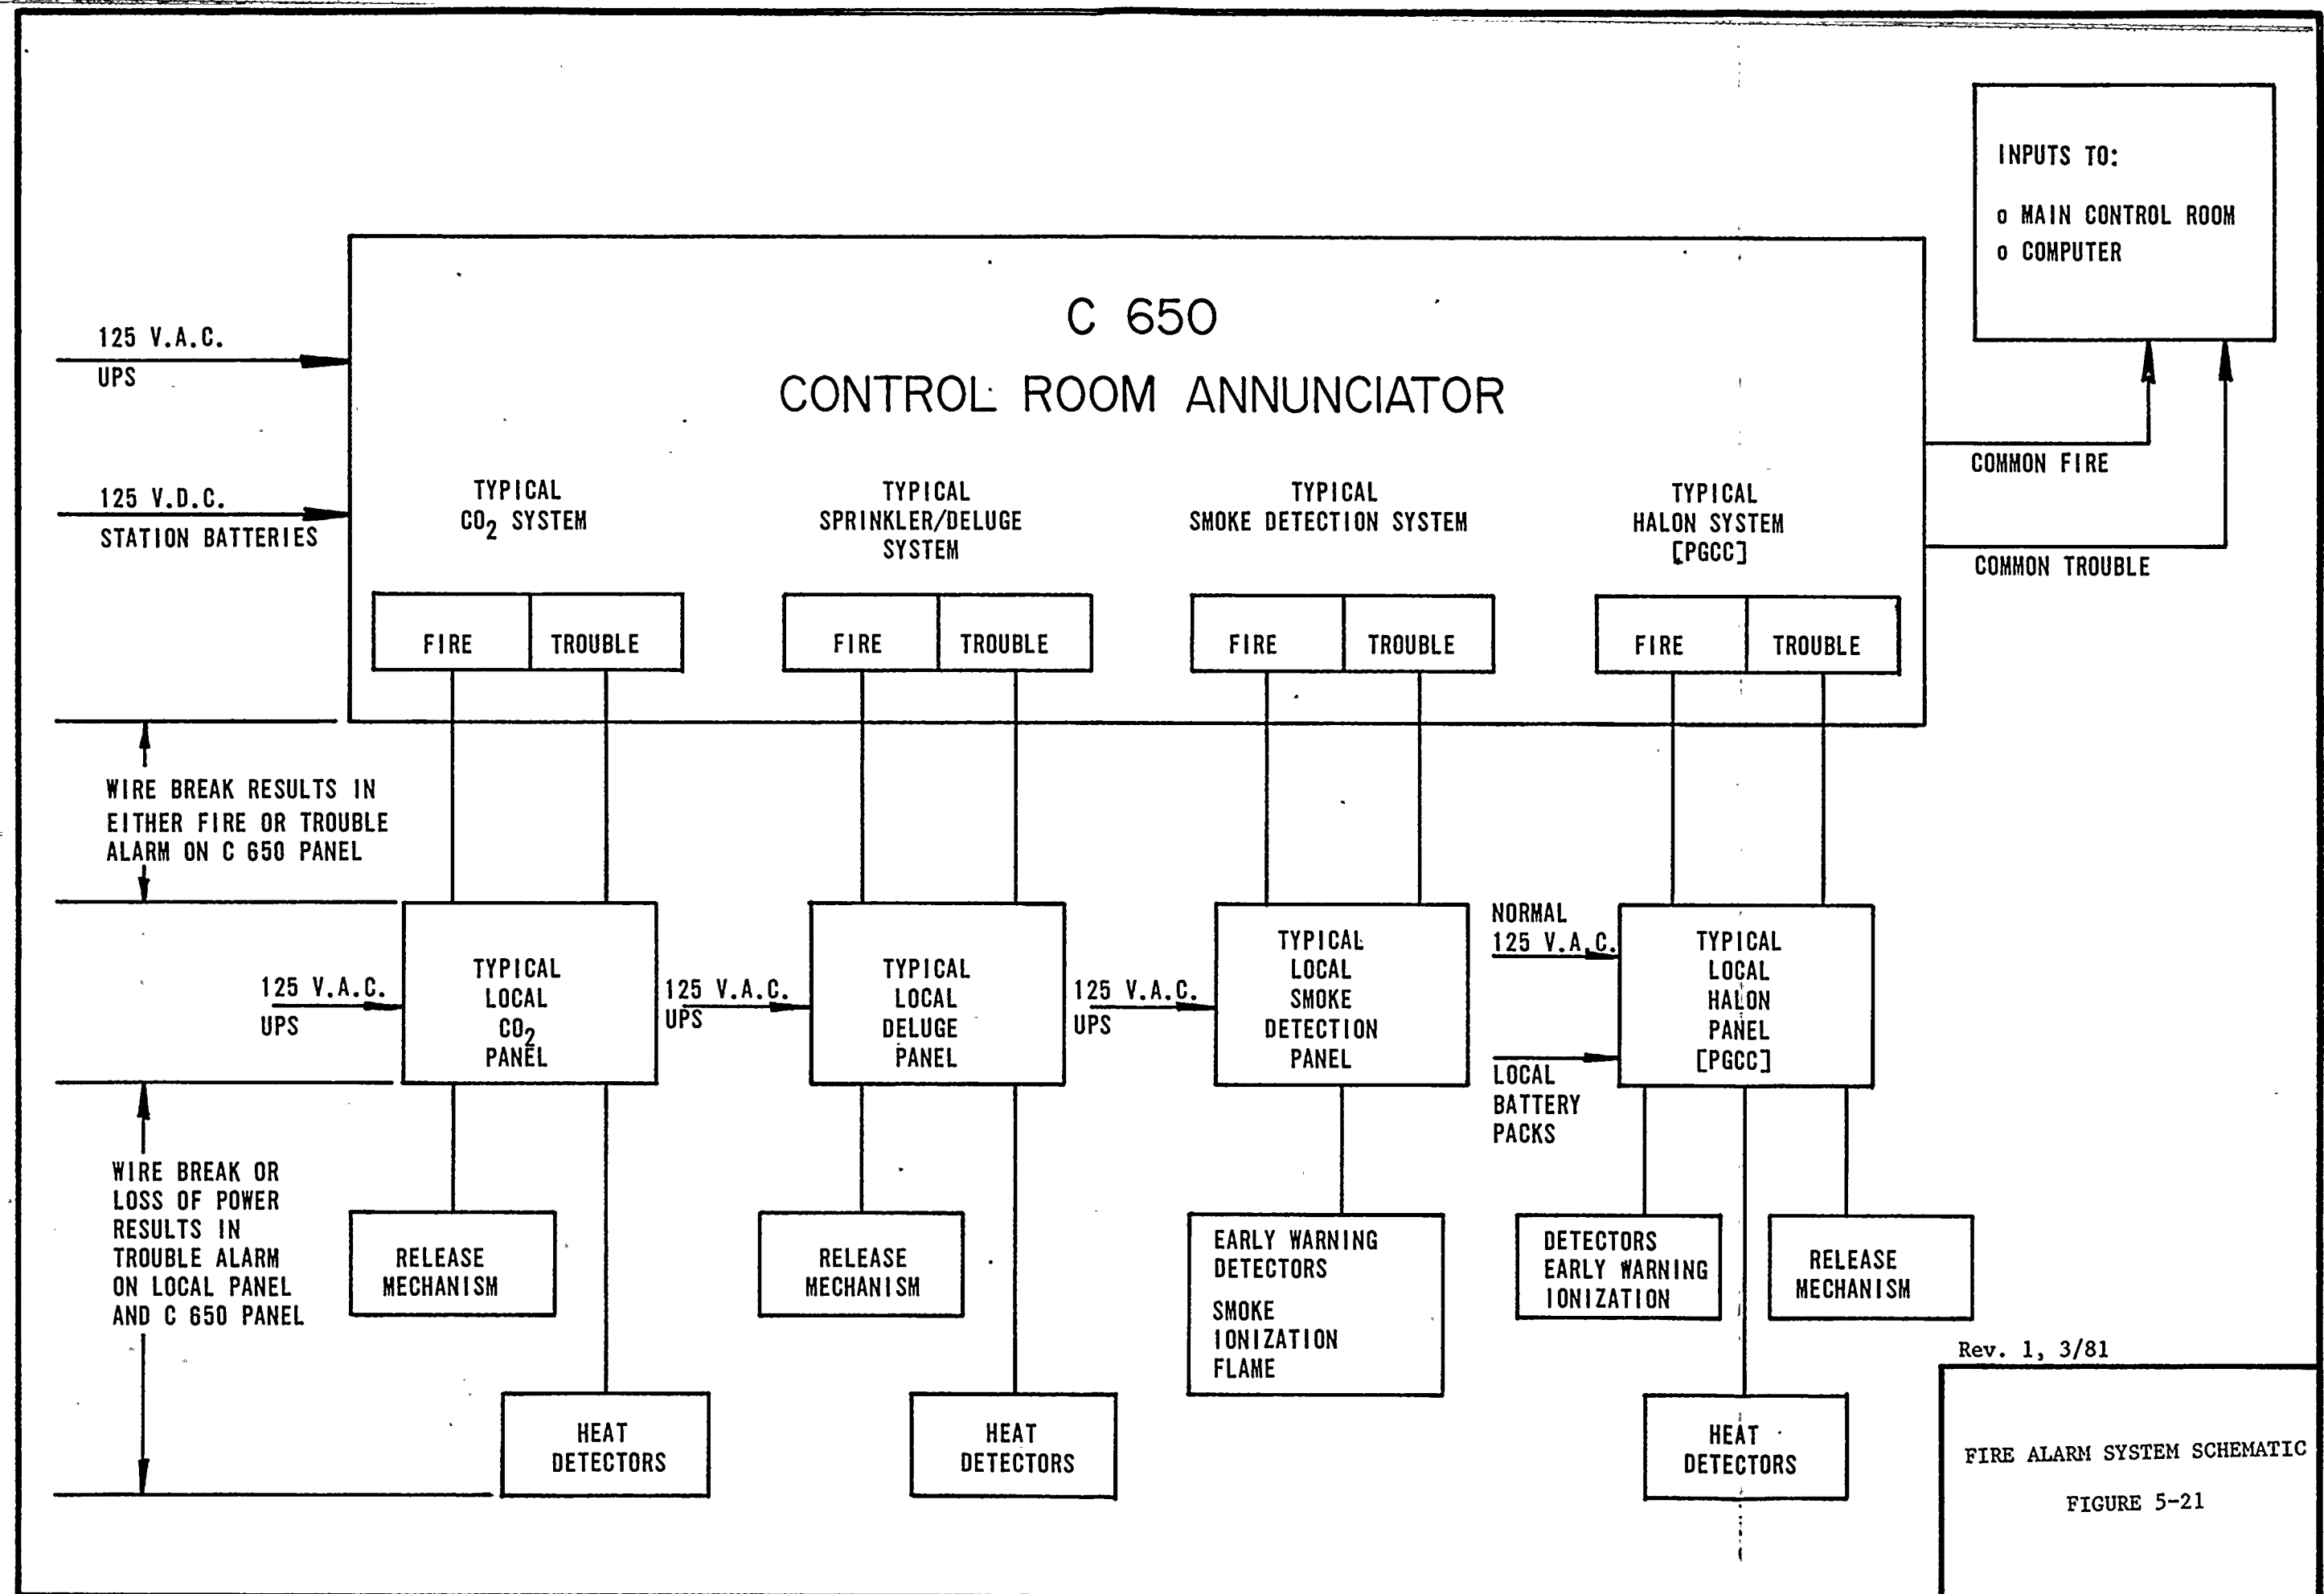 INPUTS TO:
o MAIN CONTROL ROOM
o COMPUTER
C 650
CONTROL ROOM ANNUNCIATOR
125 V.A.C.
UPS
125 V.D.C.
STATION BATTERIES
COMMON FIRE
COMMON TROUBLE
TYPICAL
CO2 SYSTEM
TYPICAL
SPRINKLER/DELUGE
SYSTEM
TYPICAL
SMOKE DETECTION SYSTEM
TYPICAL
HALON SYSTEM
[PGCC]
FIRE
TROUBLE
FIRE
TROUBLE
FIRE
TROUBLE
FIRE
TROUBLE
WIRE BREAK RESULTS IN
EITHER FIRE OR TROUBLE
ALARM ON C 650 PANEL
125 V.A.C.
UPS
TYPICAL
LOCAL
CO2
PANEL
125 V.A.C.
UPS
TYPICAL
LOCAL
DELUGE
PANEL
125 V.A.C.
UPS
TYPICAL
LOCAL
SMOKE
DETECTION
PANEL
NORMAL
125 V.A.C.
LOCAL
BATTERY
PACKS
TYPICAL
LOCAL
HALON
PANEL
[PGCC]
WIRE BREAK OR
LOSS OF POWER
RESULTS IN
TROUBLE ALARM
ON LOCAL PANEL
AND C 650 PANEL
RELEASE
MECHANISM
HEAT
DETECTORS
RELEASE
MECHANISM
HEAT
DETECTORS
EARLY WARNING
DETECTORS
SMOKE
IONIZATION
FLAME
DETECTORS
EARLY WARNING
IONIZATION
RELEASE
MECHANISM
HEAT
DETECTORS
Rev. 1, 3/81
FIRE ALARM SYSTEM SCHEMATIC
FIGURE 5-21